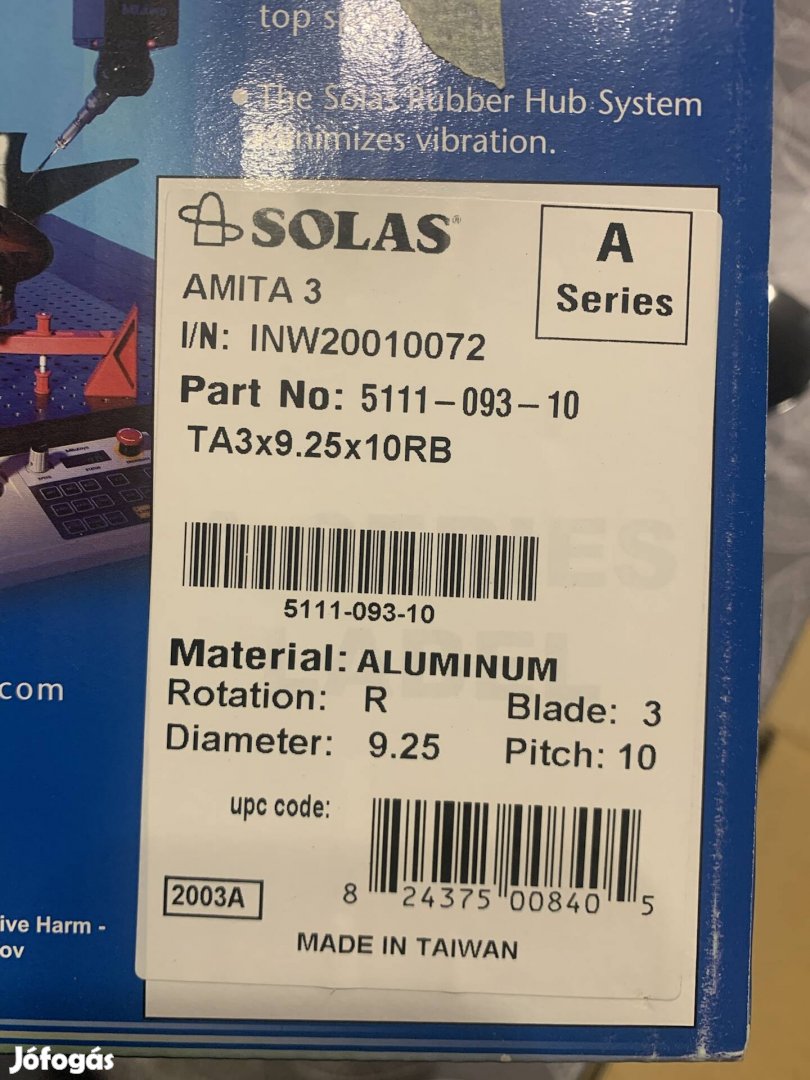 top
• The Solas Rubber Hub System
Minimizes vibration.
SOLAS®
A
Series
AMITA 3
I/N: INW20010072
Part No: 5111-093-10
TA3x9.25x10RB
5111-093-10
Material: ALUMINUM
Rotation: R Blade: 3
Diameter: 9.25 Pitch: 10
upc code:
8 24375 00840 5
2003A
MADE IN TAIWAN
.com
ive Harm -
ov
Mitutoyo
Jófogás